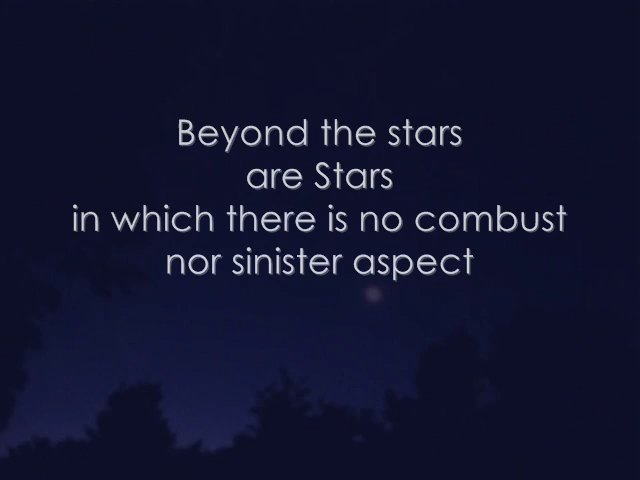 Beyond the stars
are Stars
in which there is no combust
nor sinister aspect